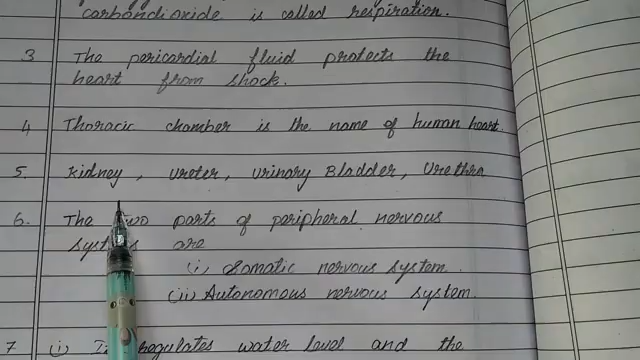 carbondioxide is called respiration.
3 The pericardial fluid protects the
heart from shock.
4 Thoracic chamber is the name of human heart.
5. Kidney, Ureter, Urinary Bladder, Urethra
6. The two parts of peripheral nervous
systems are
(i) Somatic nervous system.
(ii) Autonomous nervous system.
7 (i) It regulates water level and the